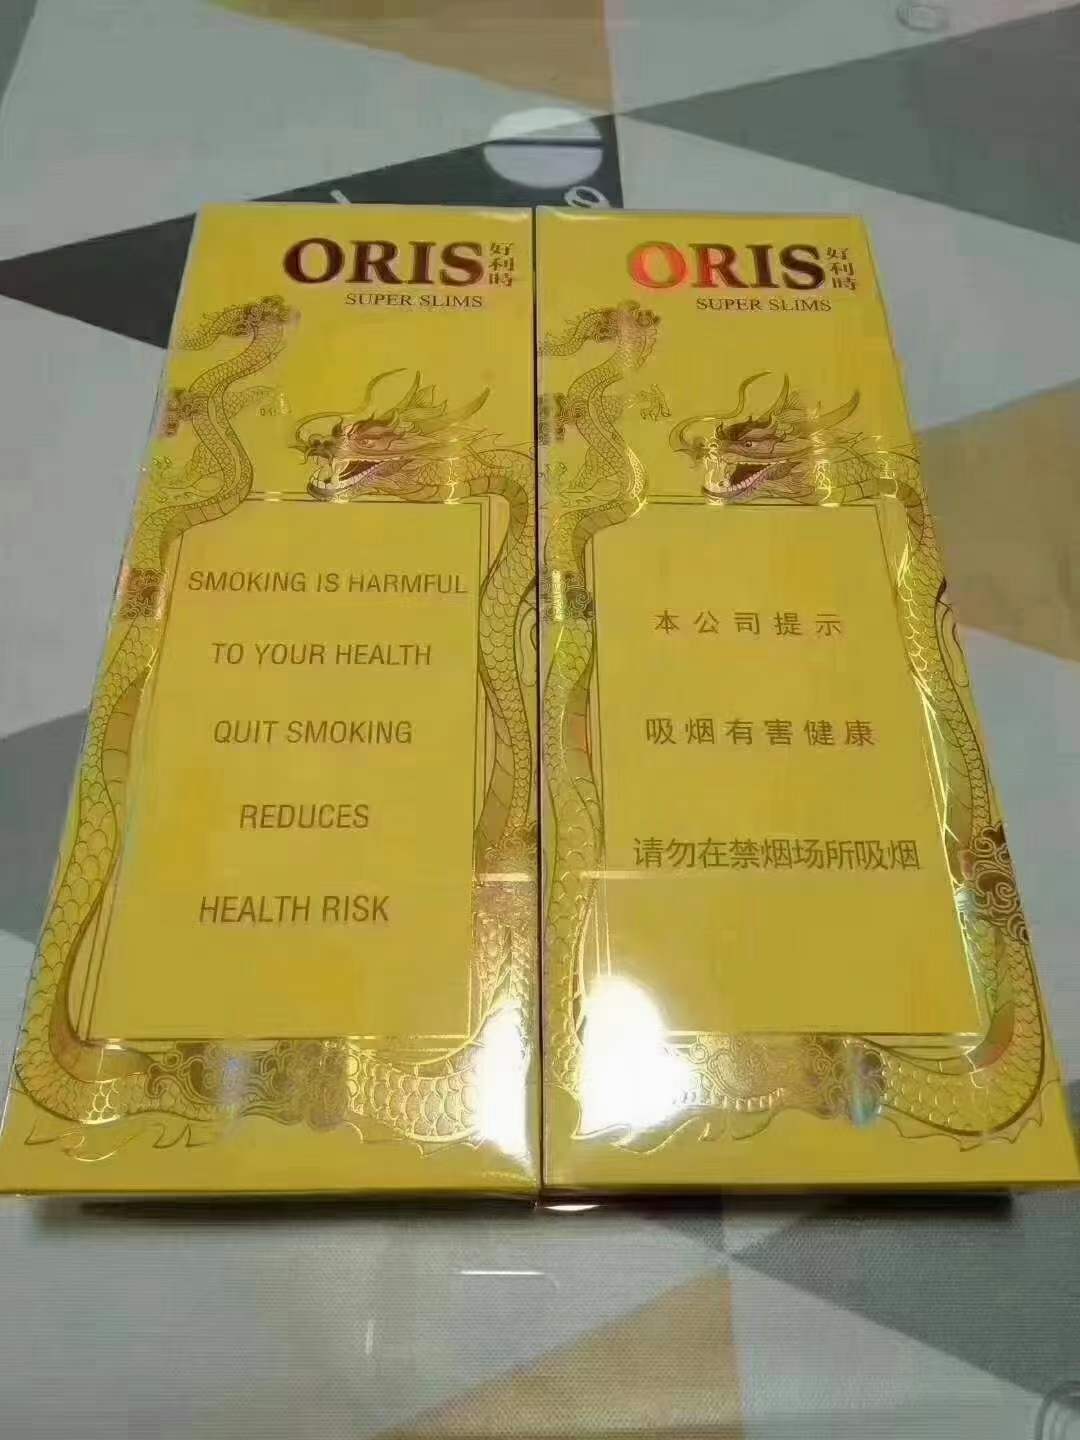 ORIS
好利時
SUPER SLIMS
SMOKING IS HARMFUL
TO YOUR HEALTH
QUIT SMOKING
REDUCES
HEALTH RISK
ORIS
好利時
SUPER SLIMS
本公司提示
吸烟有害健康
请勿在禁烟场所吸烟